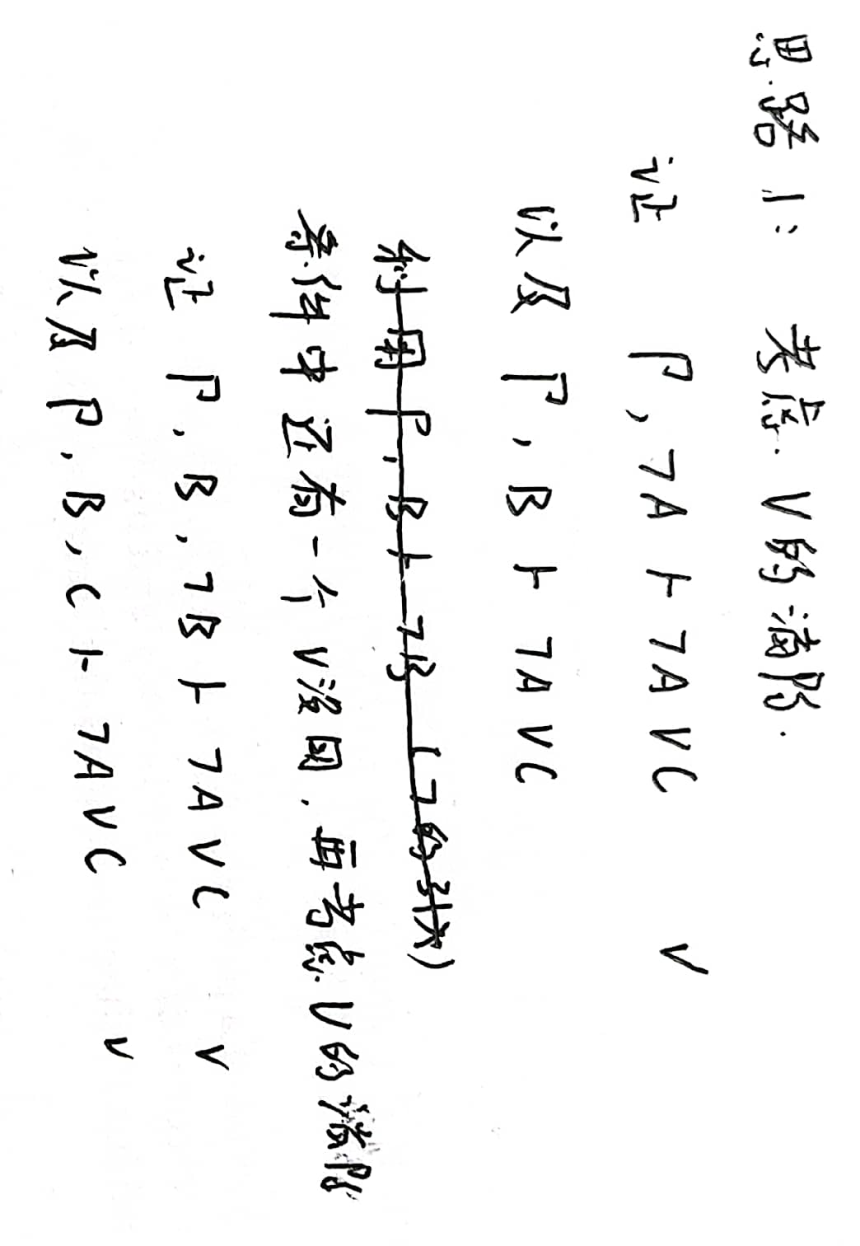 思路1: 考虑.∨的消除.
证 Γ,¬A⊢¬A∨C ∨
以及 Γ,B⊢¬A∨C
利用Γ,B⊢¬B (¬的引入)
条件中还有一个∨没用.再考虑.∨的消除
证 Γ,B,¬B⊢¬A∨C ∨
以及 Γ,B,C⊢¬A∨C ∨